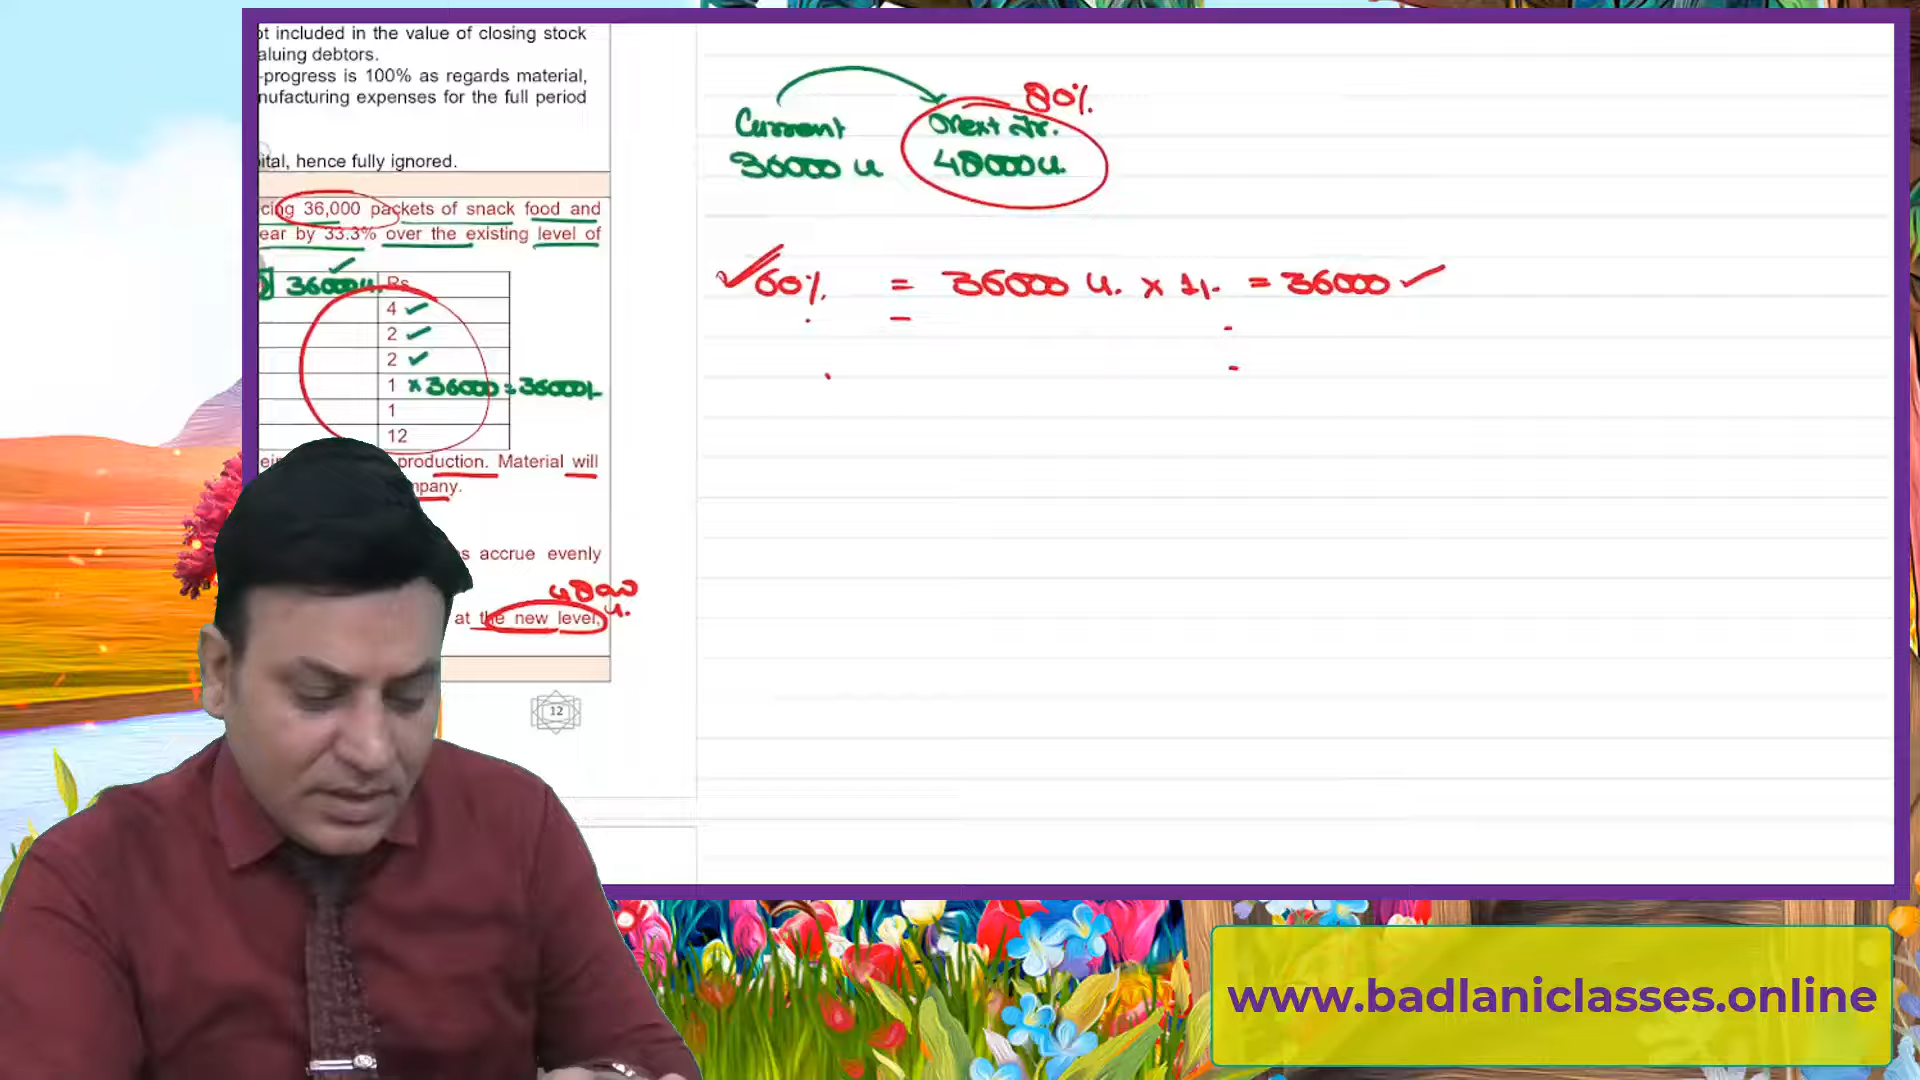 ot included in the value of closing stock
aluing debtors.
-progress is 100% as regards material,
nufacturing expenses for the full period
ital, hence fully ignored.
cing 36,000 packets of snack food and
ear by 33.3% over the existing level of
36000u. Rs
4
2
2
1 × 36000 = 36000/-
1
12
production. Material will
mpany.
s accrue evenly
48000
u.
at the new level,
12
80%
Current Next Yr.
36000 u 48000u.
60% = 36000 u. × 1/- = 36000
=
www.badlaniclasses.online